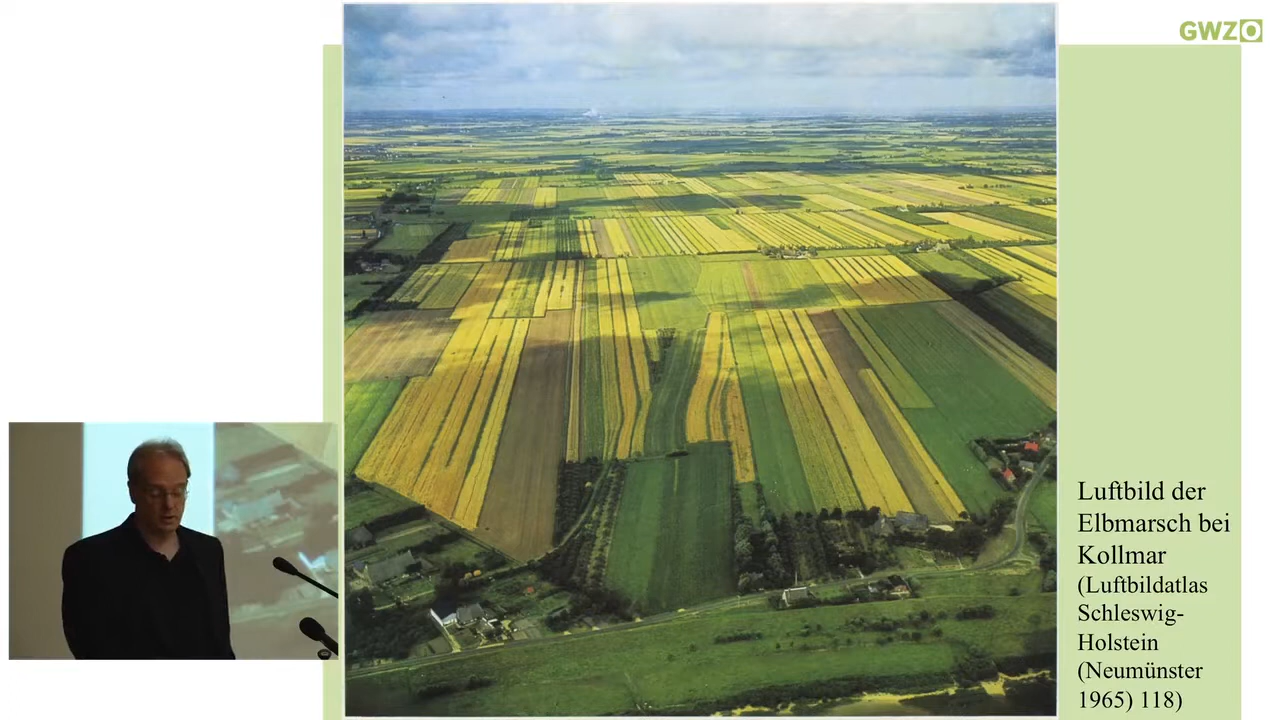 GWZO
Luftbild der
Elbmarsch bei
Kollmar
(Luftbildatlas
Schleswig-
Holstein
(Neumünster
1965) 118)